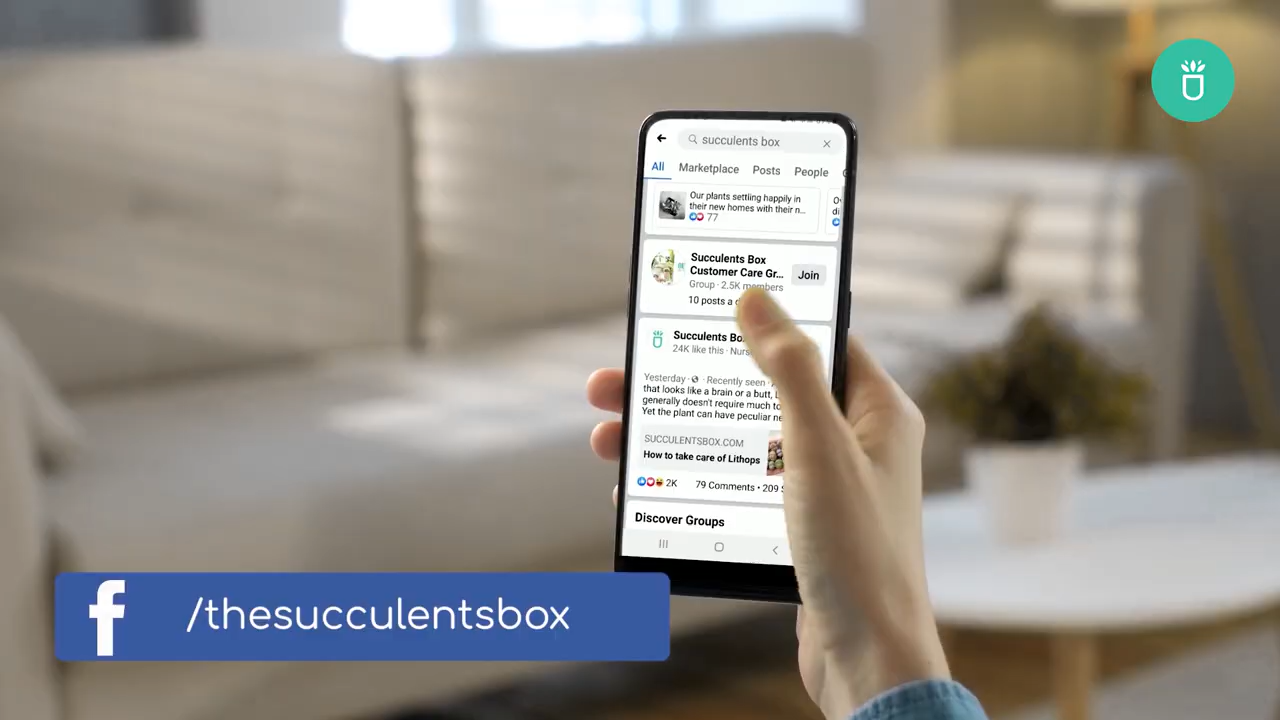 succulents box
All Marketplace Posts People
Our plants settling happily in
their new homes with their n...
77
Succulents Box
Customer Care Gr...
Join
Group · 2.5K members
10 posts a
Succulents
24K like this ·
Yesterday · Recently seen ·
that looks like a brain or a butt,
generally doesn't require much to
Yet the plant can have peculiar
SUCCULENTSBOX.COM
How to take care of Lithops
2K 79 Comments • 209
Discover Groups
f /thesucculentsbox